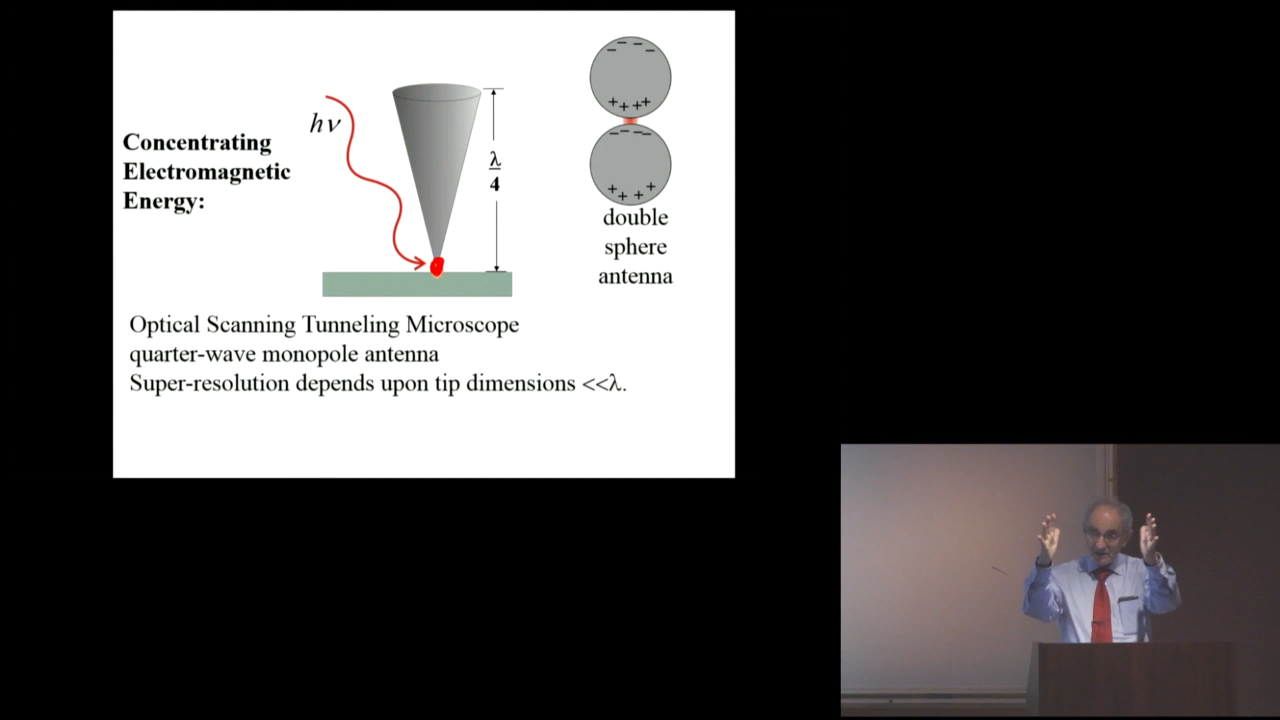 Concentrating
Electromagnetic
Energy:
hν
λ
4
− − − −
+ + + +
− − − −
+ + + +
double
sphere
antenna
Optical Scanning Tunneling Microscope
quarter-wave monopole antenna
Super-resolution depends upon tip dimensions <<λ.